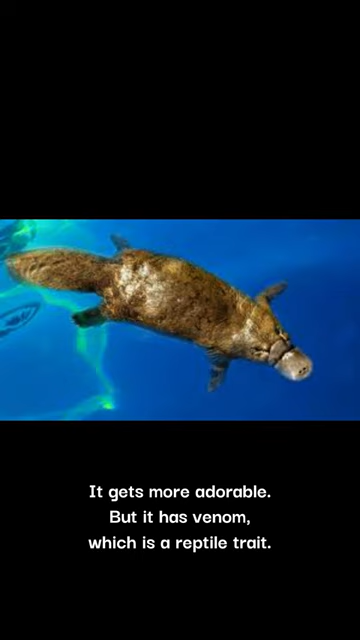 It gets more adorable.
But it has venom,
which is a reptile trait.